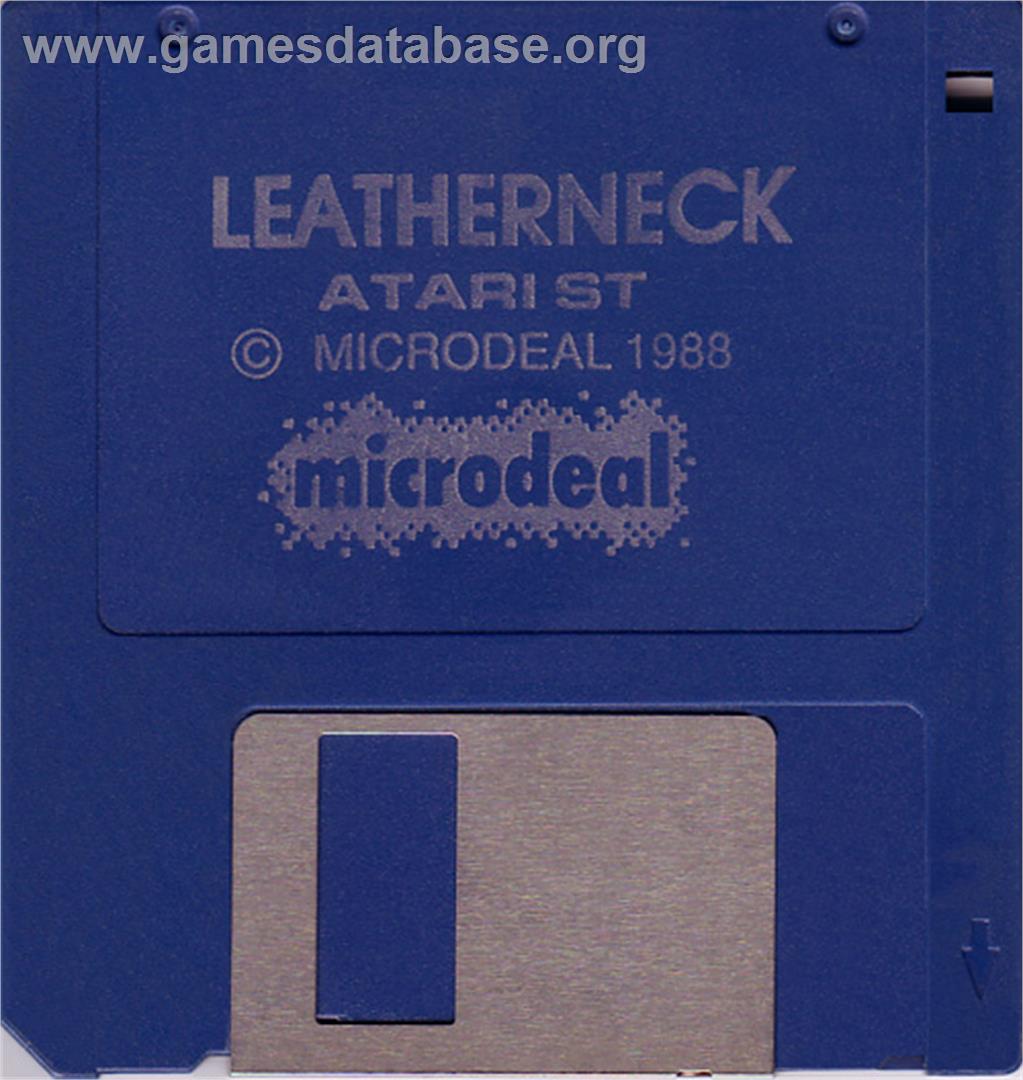 www.gamesdatabase.org
LEATHERNECK
ATARI ST
© MICRODEAL 1988
microdeal